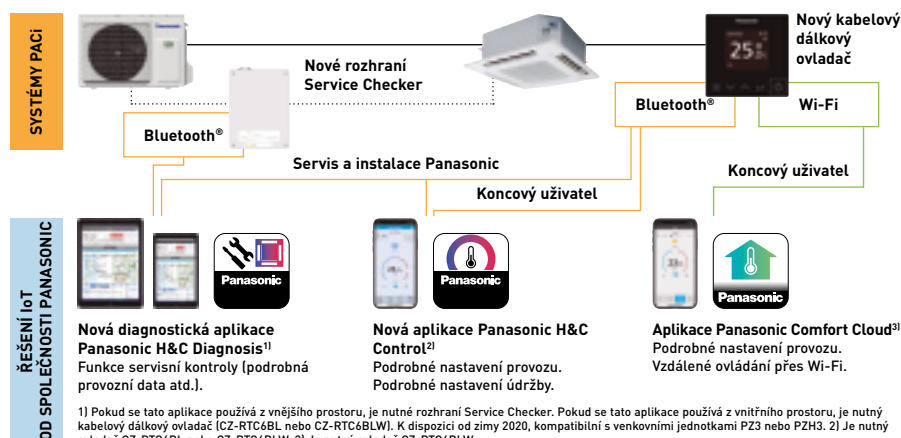 SYSTÉMY PACi
Panasonic
Nové rozhraní
Service Checker
Nový kabelový
dálkový
ovladač
Bluetooth®
Bluetooth®
Wi-Fi
Servis a instalace Panasonic
Koncový uživatel
Koncový uživatel
ŘEŠENÍ IoT
OD SPOLEČNOSTI PANASONIC
Panasonic
Panasonic
Panasonic
Nová diagnostická aplikace
Panasonic H&C Diagnosis1)
Funkce servisní kontroly (podrobná
provozní data atd.).
Nová aplikace Panasonic H&C
Control2)
Podrobné nastavení provozu.
Podrobné nastavení údržby.
Aplikace Panasonic Comfort Cloud3)
Podrobné nastavení provozu.
Vzdálené ovládání přes Wi-Fi.
1) Pokud se tato aplikace používá z vnějšího prostoru, je nutné rozhraní Service Checker. Pokud se tato aplikace používá z vnitřního prostoru, je nutný
kabelový dálkový ovladač (CZ-RTC6BL nebo CZ-RTC6BLW). K dispozici od zimy 2020, kompatibilní s venkovními jednotkami PZ3 nebo PZH3. 2) Je nutný